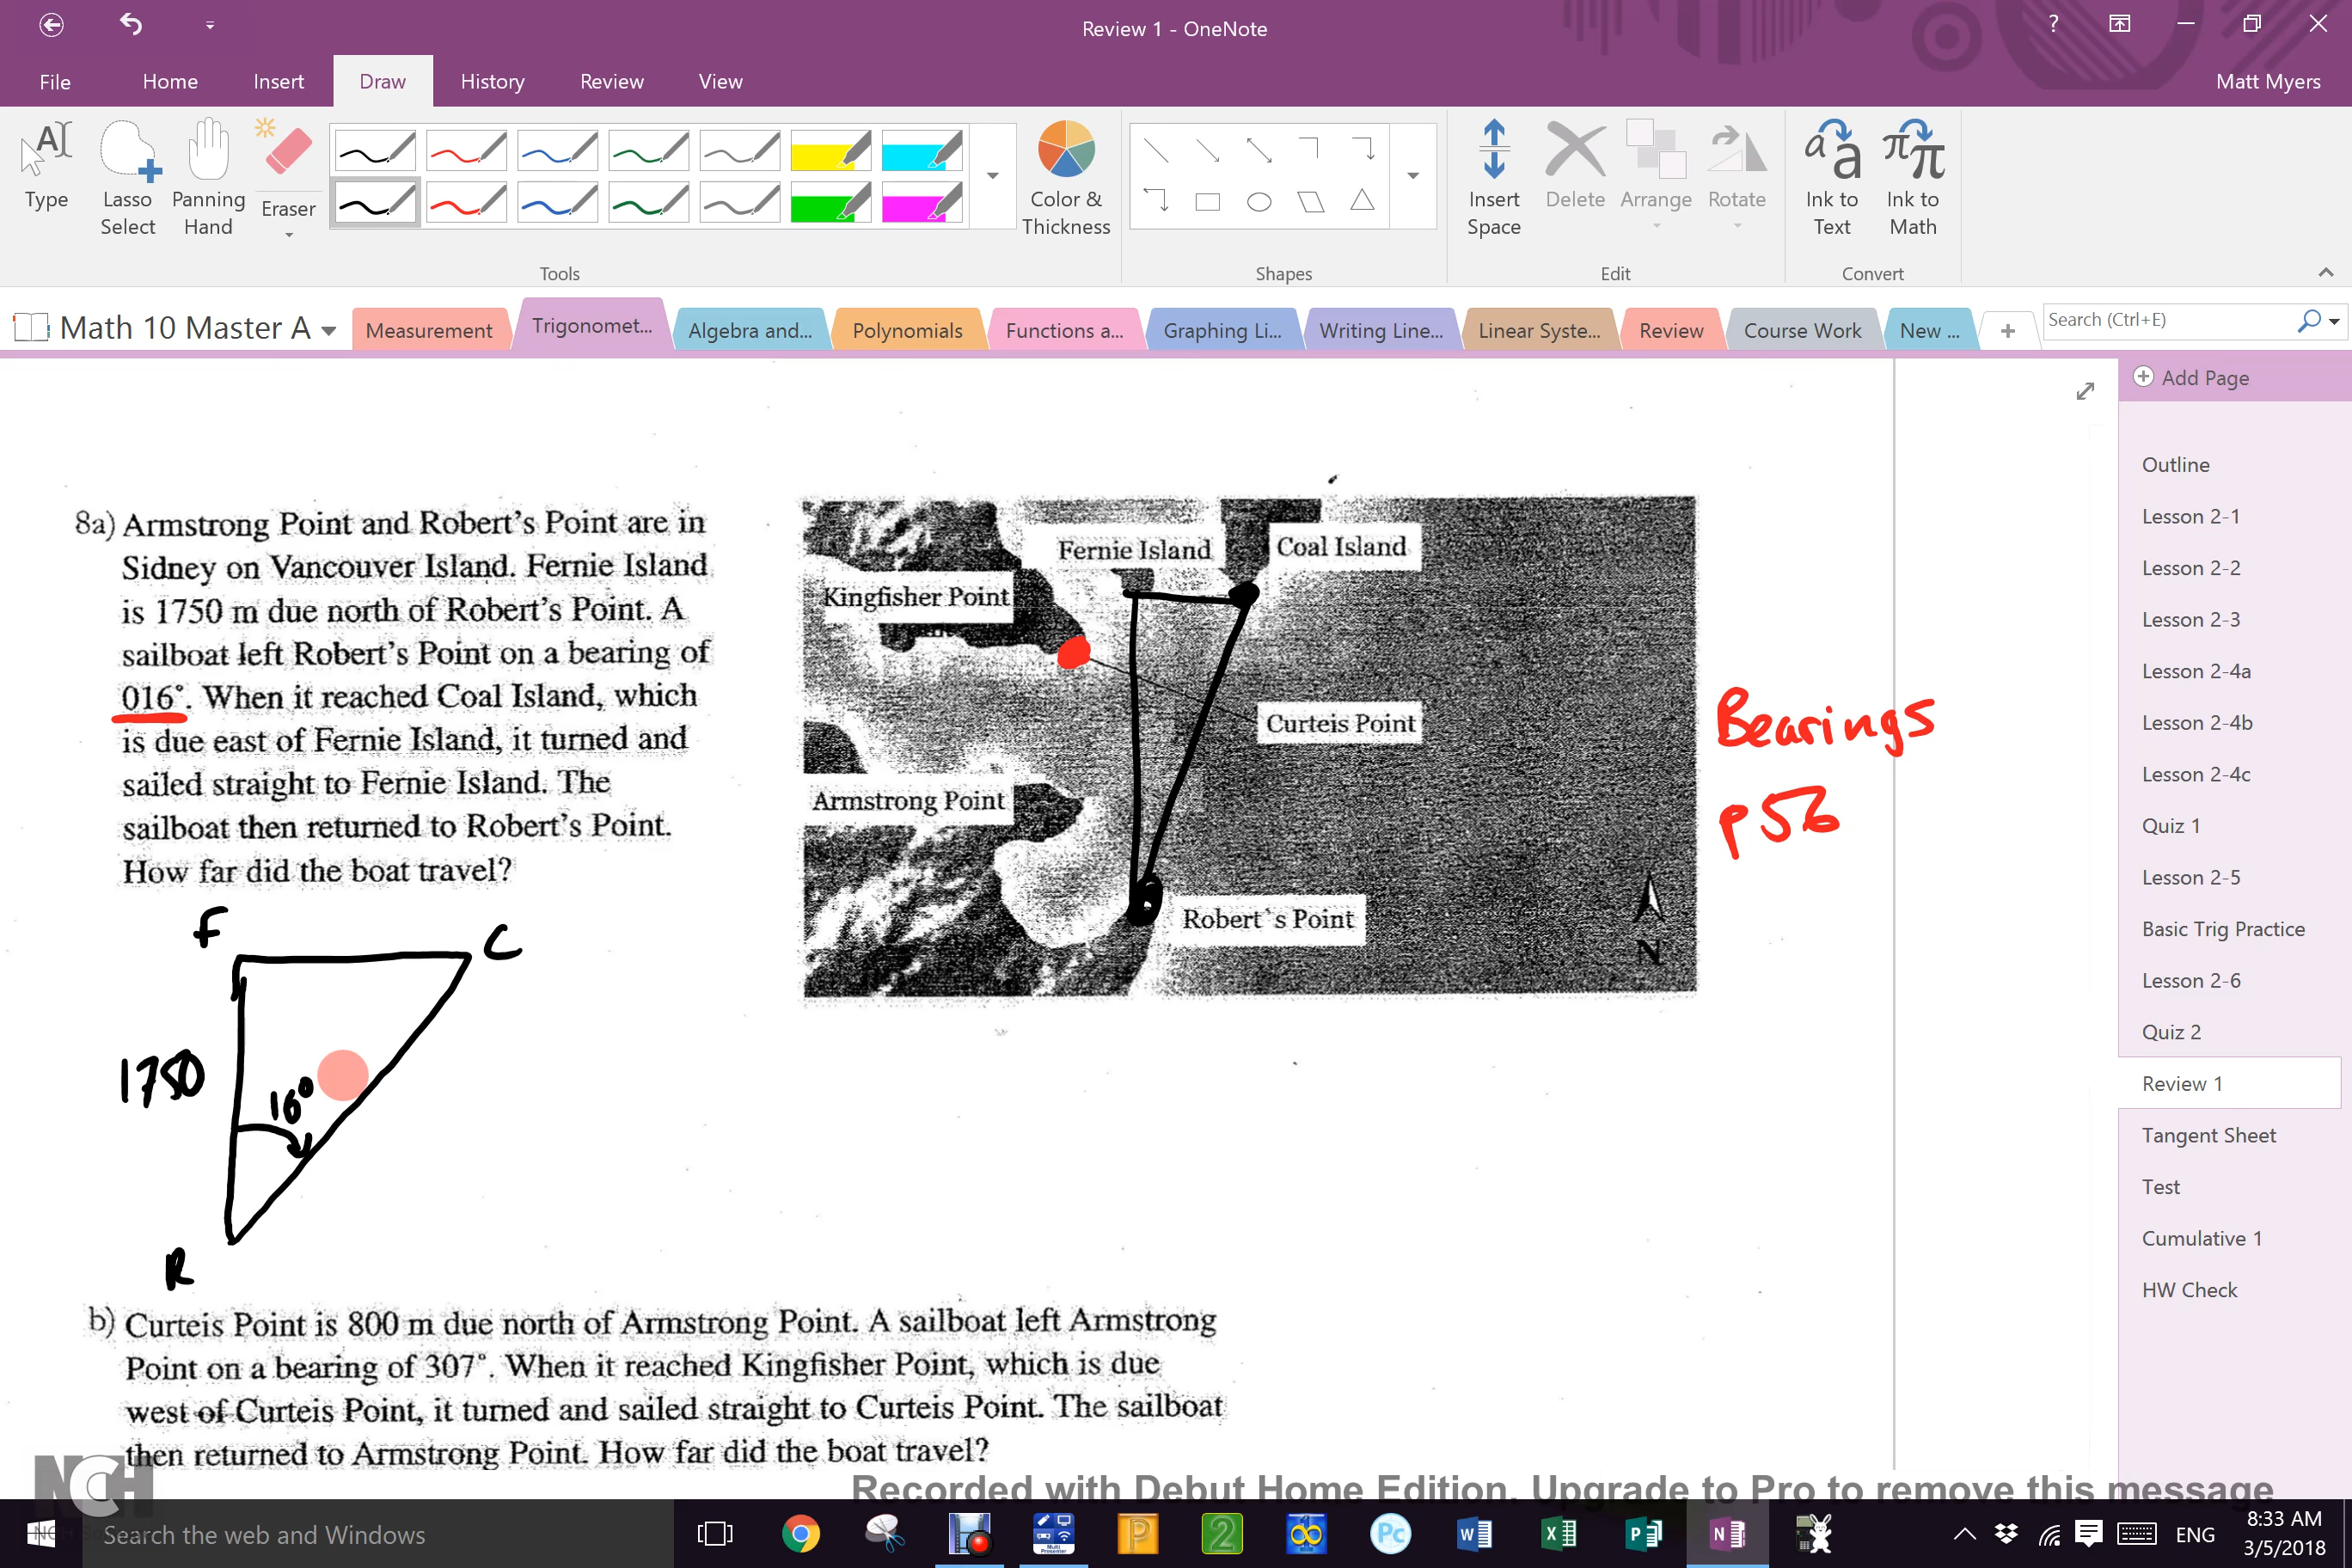 Review 1 - OneNote
?
File Home Insert Draw History Review View
Matt Myers
Type
Lasso Select
Panning Hand
Eraser
Color & Thickness
Insert Space
Delete
Arrange
Rotate
Ink to Text
Ink to Math
Tools
Shapes
Edit
Convert
Math 10 Master A
Measurement
Trigonomet...
Algebra and...
Polynomials
Functions a...
Graphing Li...
Writing Line...
Linear Syste...
Review
Course Work
New ...
+
Search (Ctrl+E)
Add Page
Outline
Lesson 2-1
Lesson 2-2
Lesson 2-3
Lesson 2-4a
Lesson 2-4b
Lesson 2-4c
Quiz 1
Lesson 2-5
Basic Trig Practice
Lesson 2-6
Quiz 2
Review 1
Tangent Sheet
Test
Cumulative 1
HW Check
8a) Armstrong Point and Robert's Point are in
Sidney on Vancouver Island. Fernie Island
is 1750 m due north of Robert's Point. A
sailboat left Robert's Point on a bearing of
016°. When it reached Coal Island, which
is due east of Fernie Island, it turned and
sailed straight to Fernie Island. The
sailboat then returned to Robert's Point.
How far did the boat travel?
Fernie Island
Coal Island
Kingfisher Point
Curteis Point
Armstrong Point
Robert's Point
N
Bearings
p56
F
C
1750
16°
R
b) Curteis Point is 800 m due north of Armstrong Point. A sailboat left Armstrong
Point on a bearing of 307°. When it reached Kingfisher Point, which is due
west of Curteis Point, it turned and sailed straight to Curteis Point. The sailboat
then returned to Armstrong Point. How far did the boat travel?
NCH
Recorded with Debut Home Edition. Upgrade to Pro to remove this message
Search the web and Windows
ENG
8:33 AM
3/5/2018